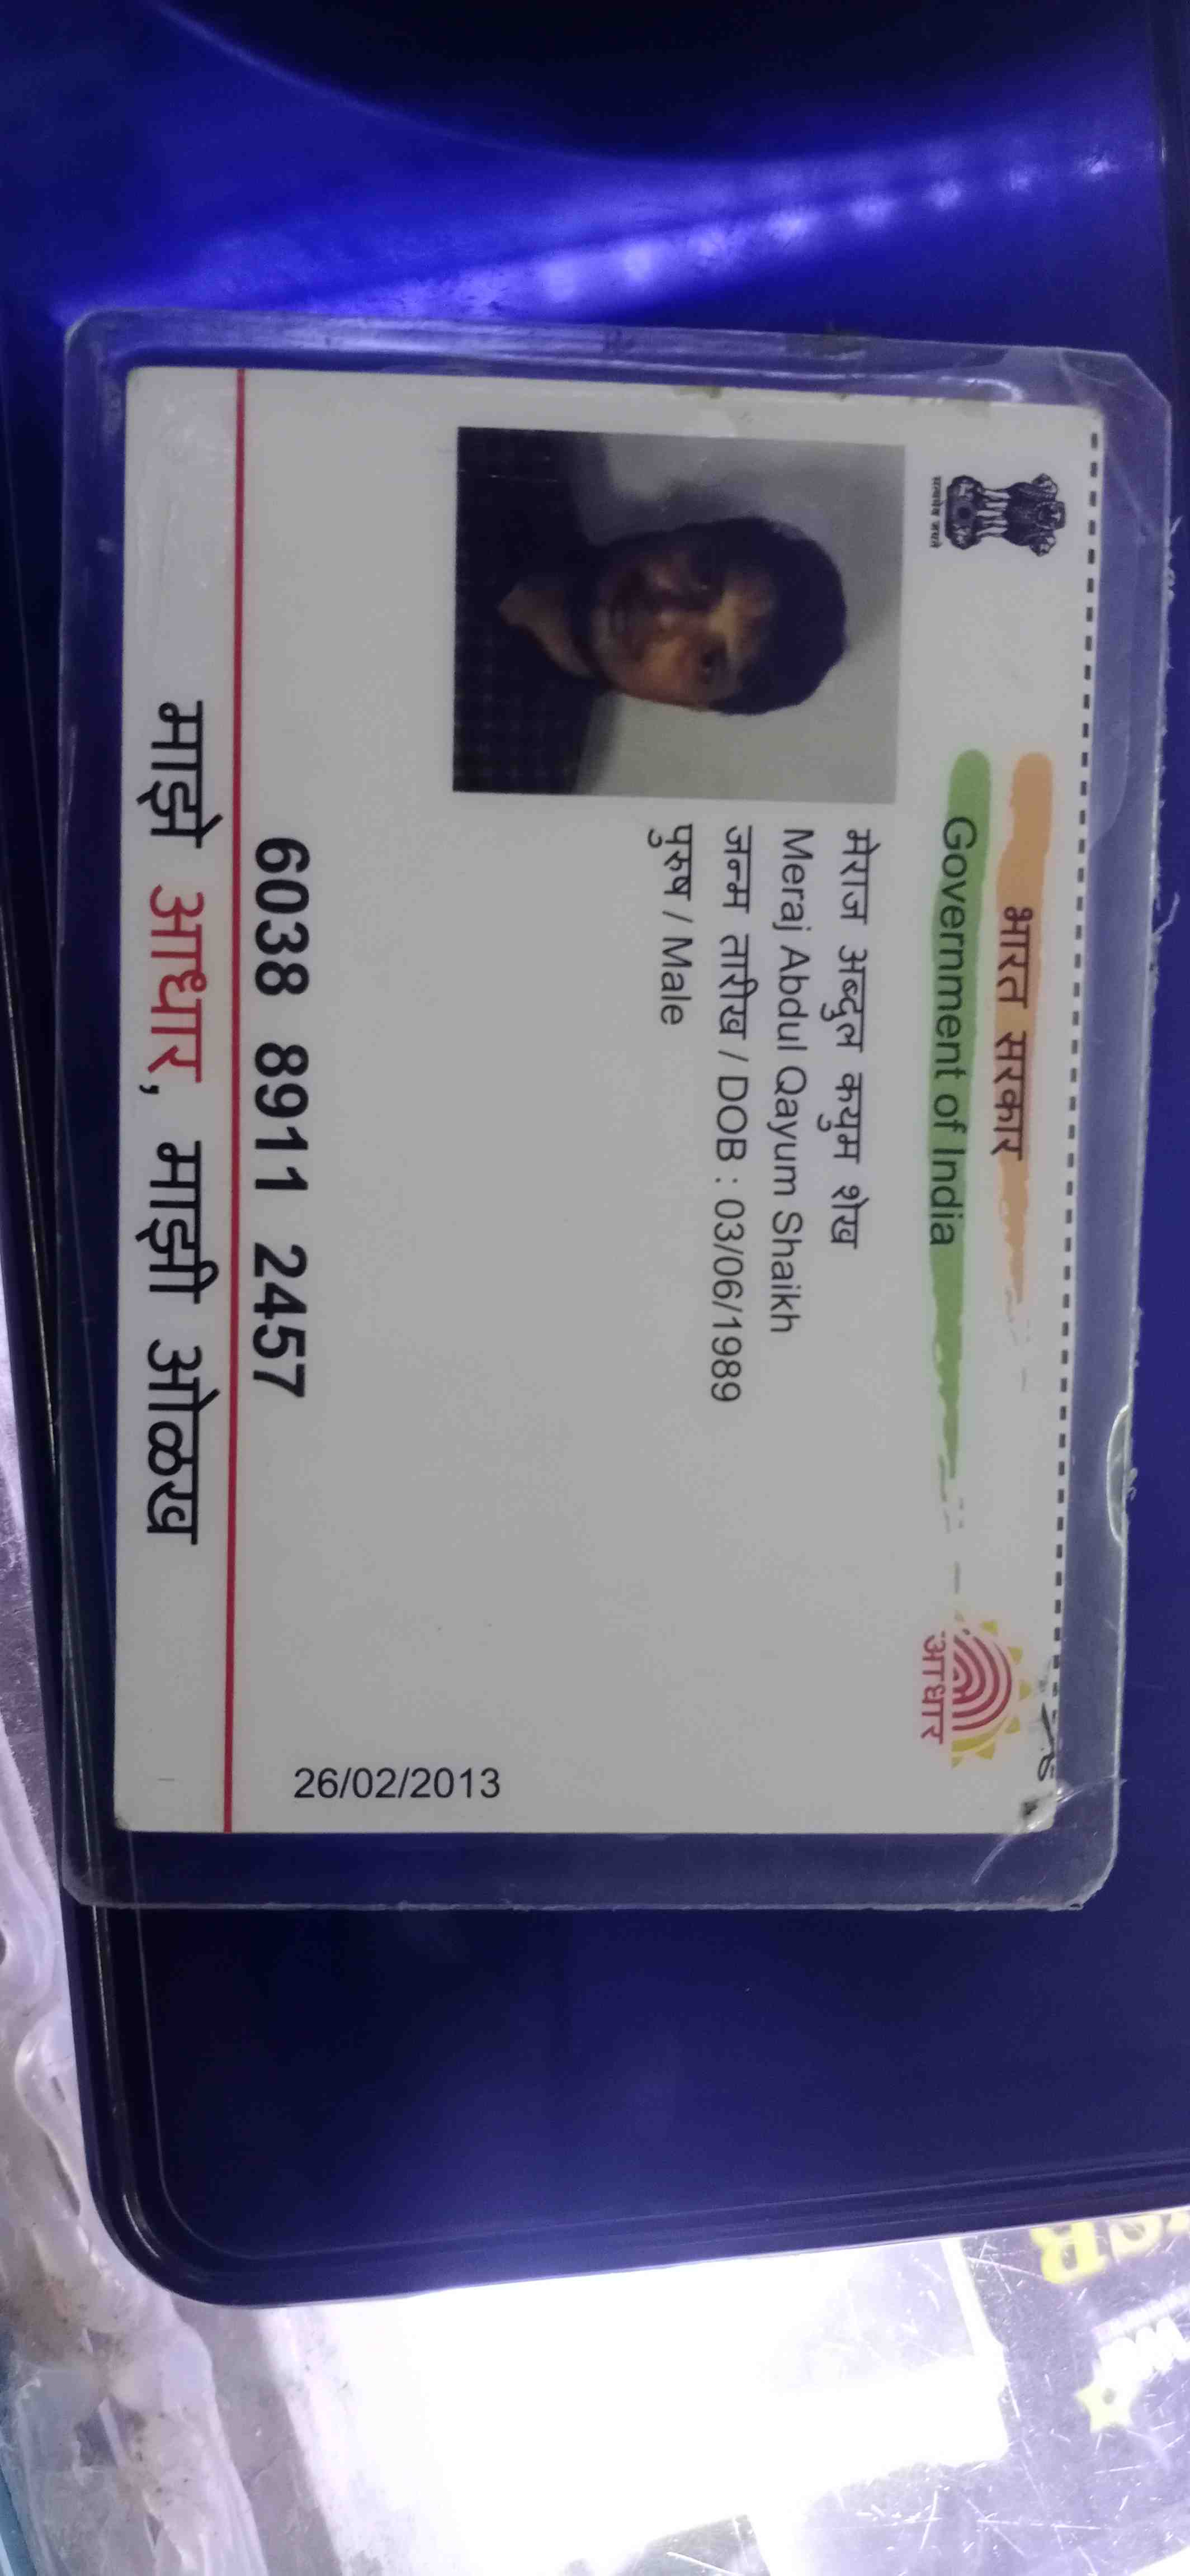 भारत सरकार
Government of India
सत्यमेव जयते
आधार
मेराज अब्दुल कयुम शेख
Meraj Abdul Qayum Shaikh
जन्म तारीख / DOB : 03/06/1989
पुरुष / Male
26/02/2013
6038 8911 2457
माझे आधार, माझी ओळख